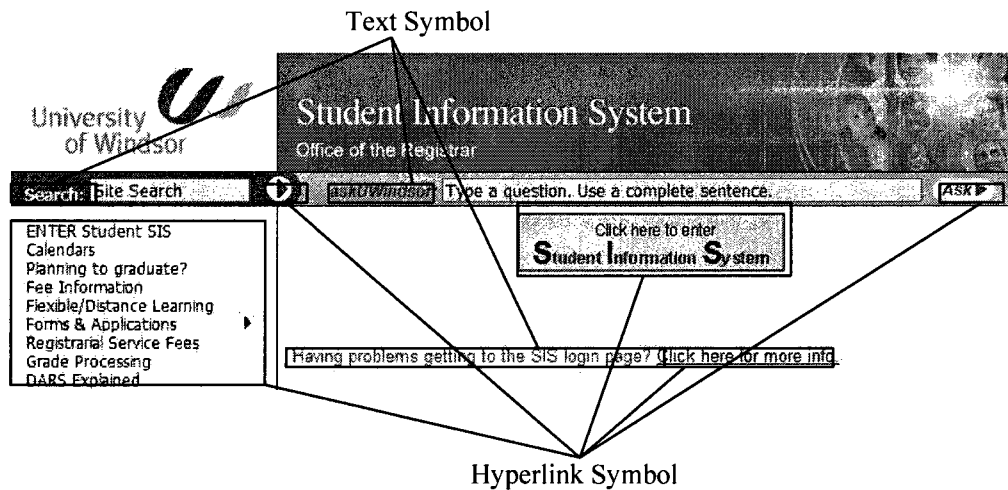 Text Symbol
University
of Windsor
Student Information System
Office of the Registrar
Search: Site Search
askUWindsor Type a question. Use a complete sentence. ASK
Click here to enter
Student Information System
ENTER Student SIS
Calendars
Planning to graduate?
Fee Information
Flexible/Distance Learning
Forms & Applications
Registrarial Service Fees
Grade Processing
DARS Explained
Having problems getting to the SIS login page? Click here for more info.
Hyperlink Symbol